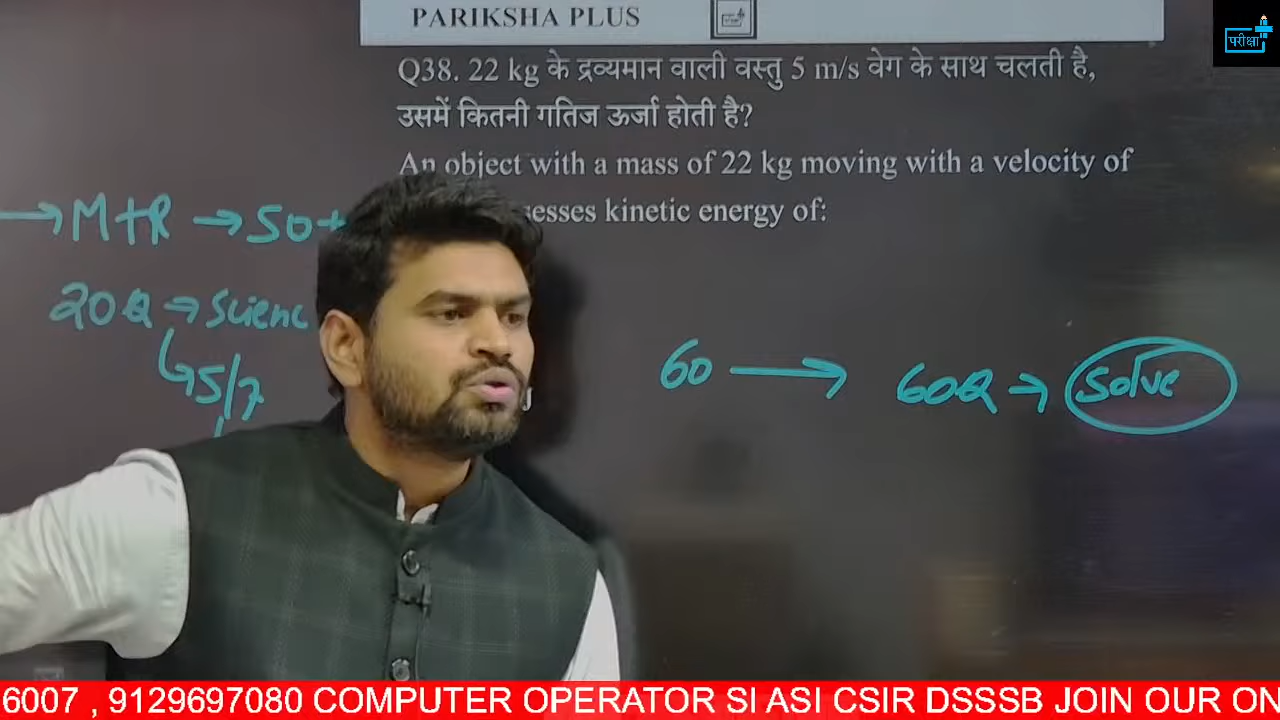 PARIKSHA PLUS
परीक्षा
Q38. 22 kg के द्रव्यमान वाली वस्तु 5 m/s वेग के साथ चलती है,
उसमें कितनी गतिज ऊर्जा होती है?
An object with a mass of 22 kg moving with a velocity of
kinetic energy of:
→ M+R → 50+
20Q → Scienc
5/7
60 → 60Q → Solve
6007 , 9129697080 COMPUTER OPERATOR SI ASI CSIR DSSSB JOIN OUR ON